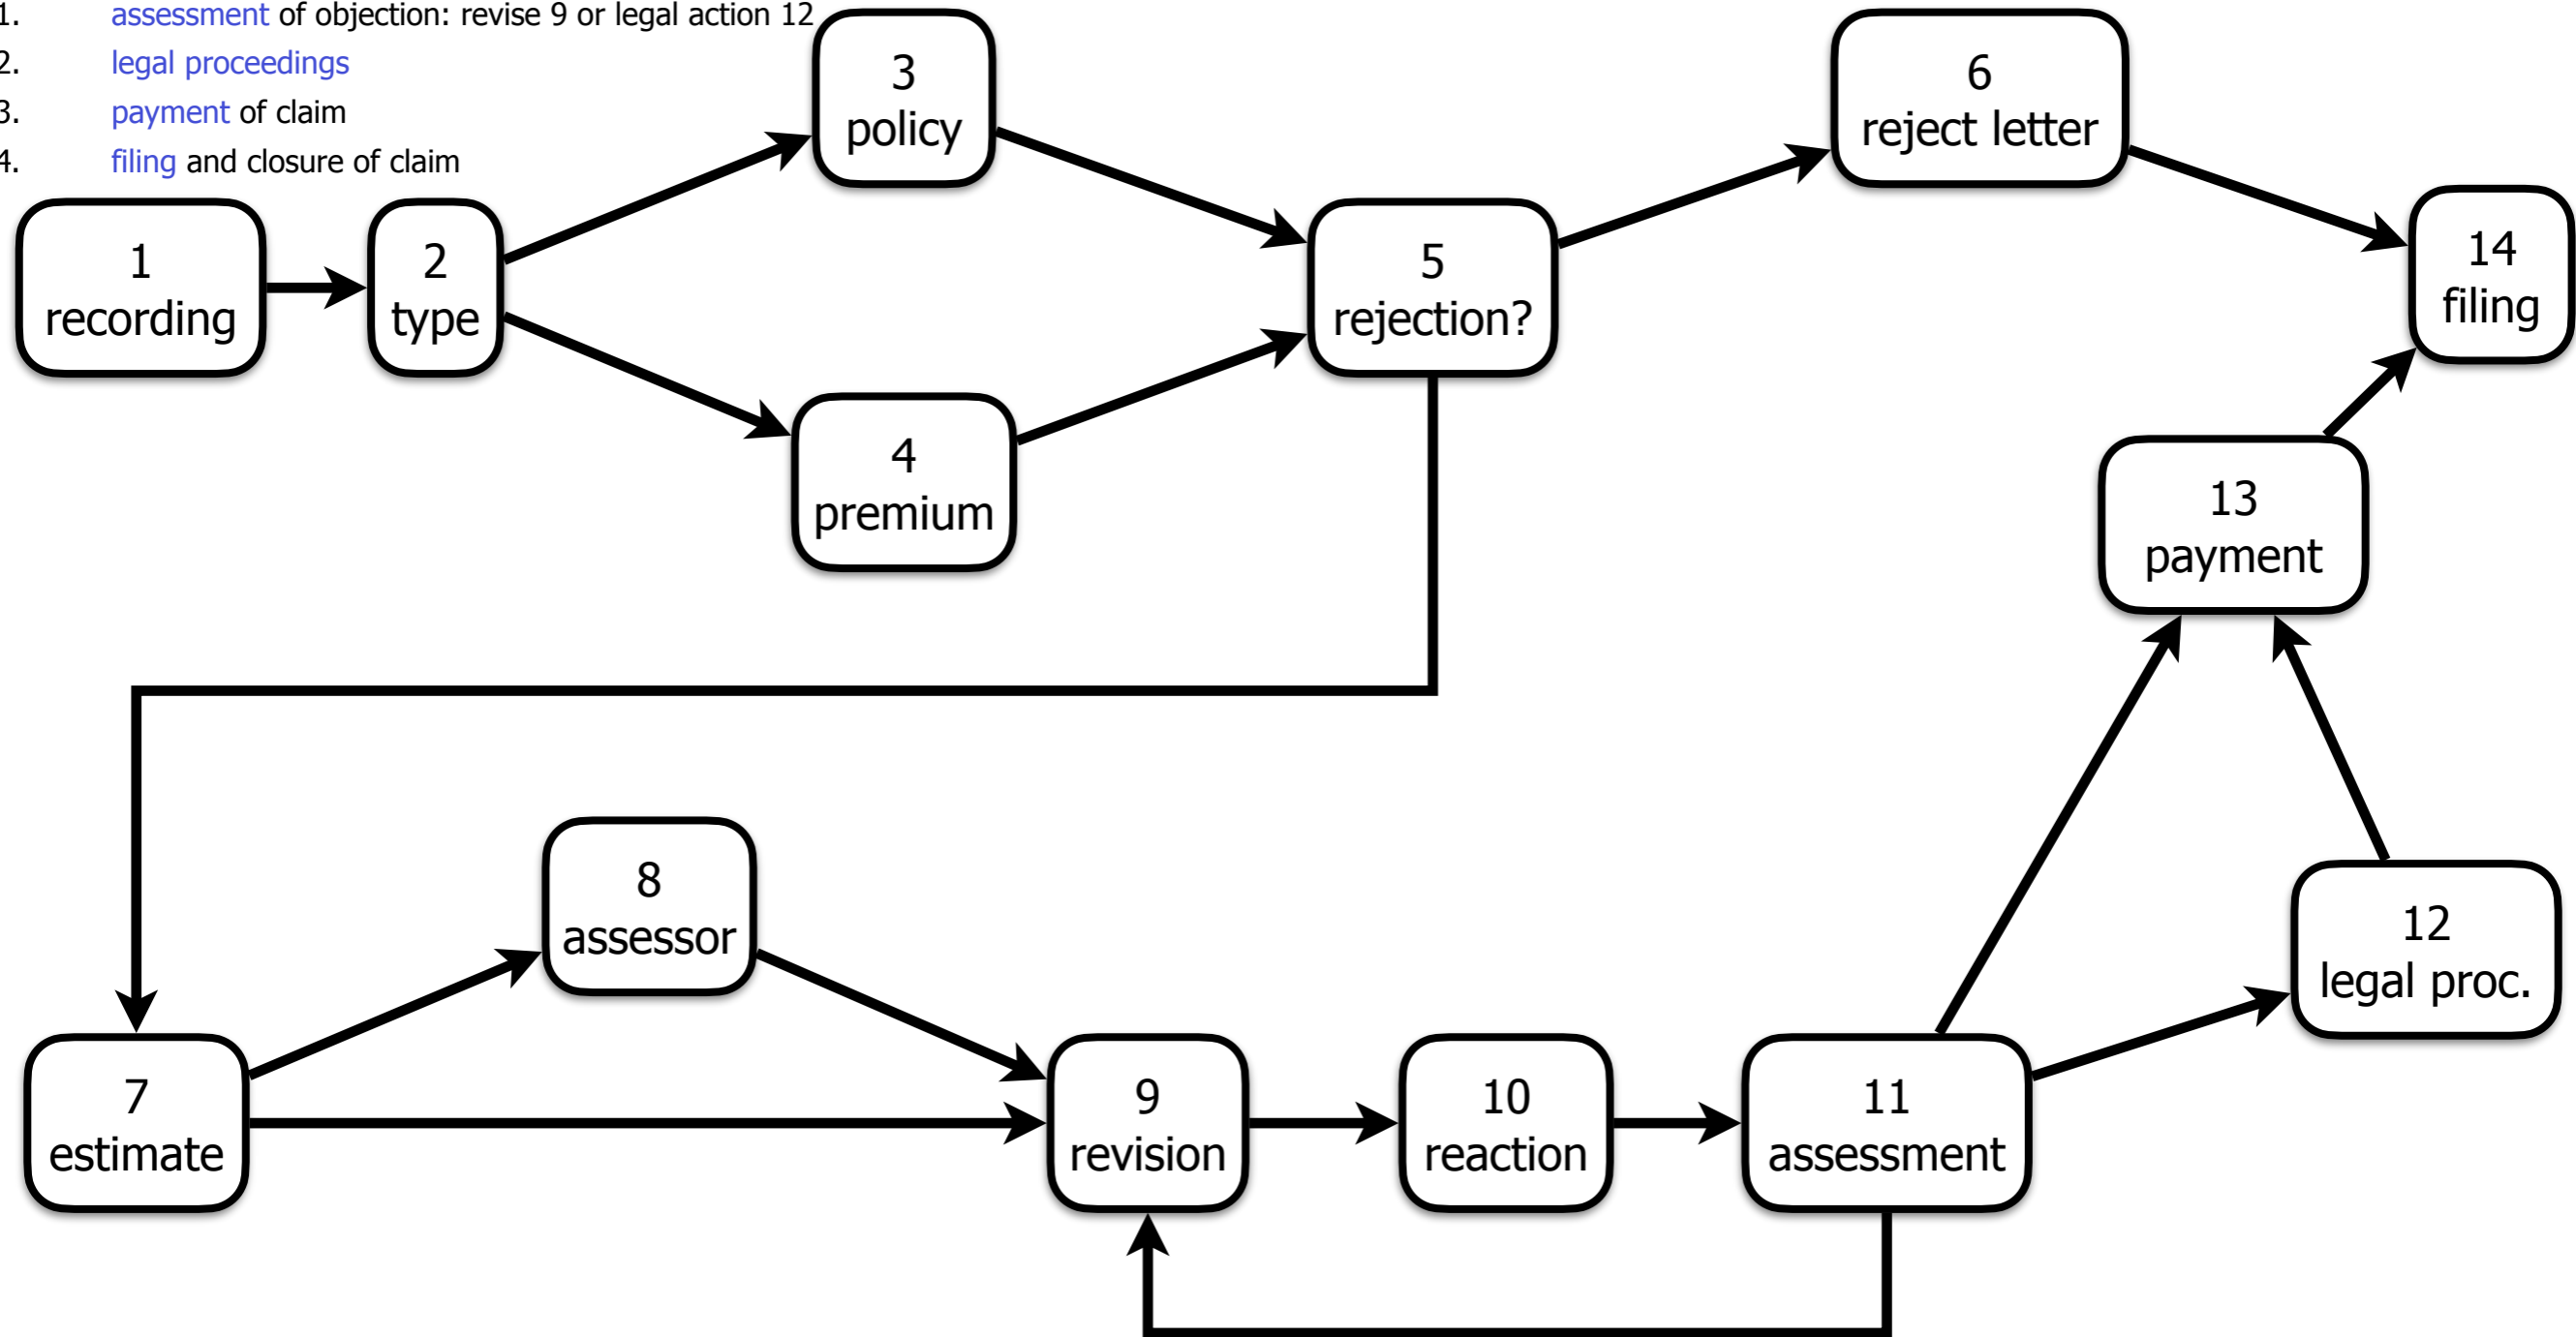 1. assessment of objection: revise 9 or legal action 12
2. legal proceedings
3. payment of claim
4. filing and closure of claim
3
policy
6
reject letter
1
recording
2
type
5
rejection?
14
filing
4
premium
13
payment
8
assessor
12
legal proc.
7
estimate
9
revision
10
reaction
11
assessment